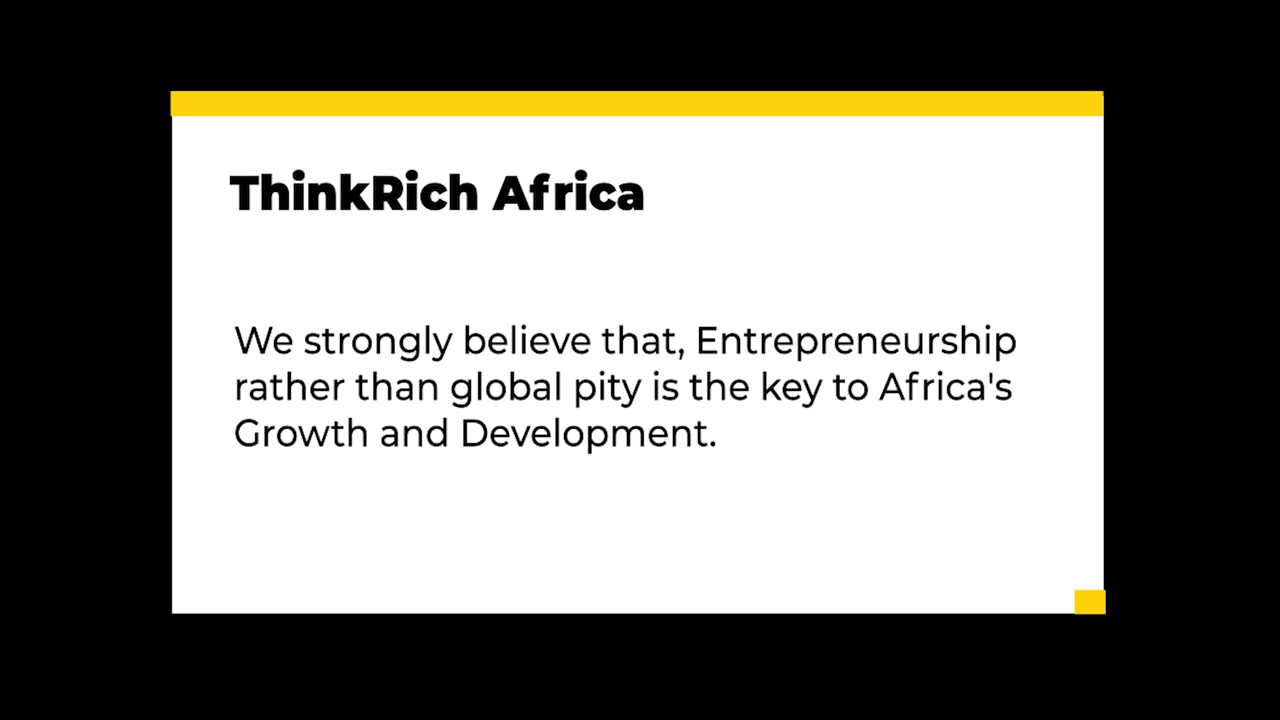 ThinkRich Africa
We strongly believe that, Entrepreneurship
rather than global pity is the key to Africa's
Growth and Development.